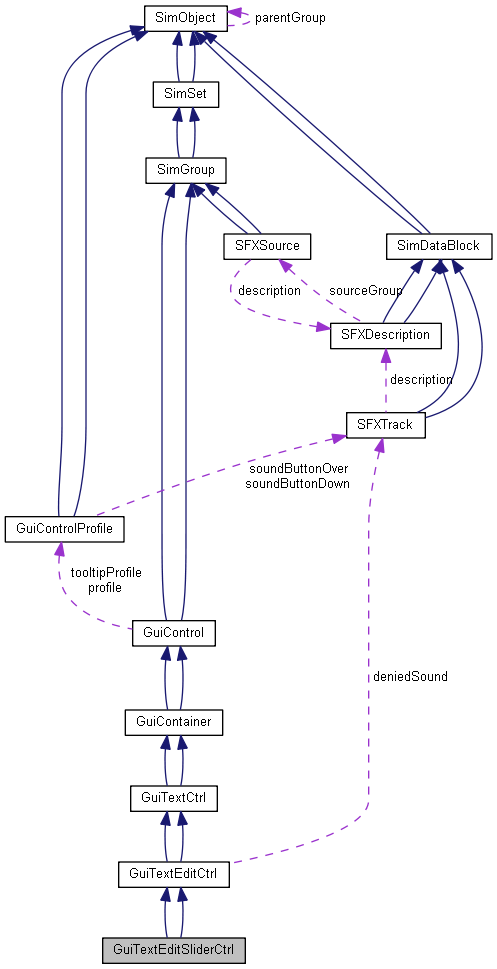 SimObject
parentGroup
SimSet
SimGroup
SFXSource
SimDataBlock
description
sourceGroup
SFXDescription
description
SFXTrack
soundButtonOver
soundButtonDown
GuiControlProfile
tooltipProfile
profile
GuiControl
deniedSound
GuiContainer
GuiTextCtrl
GuiTextEditCtrl
GuiTextEditSliderCtrl